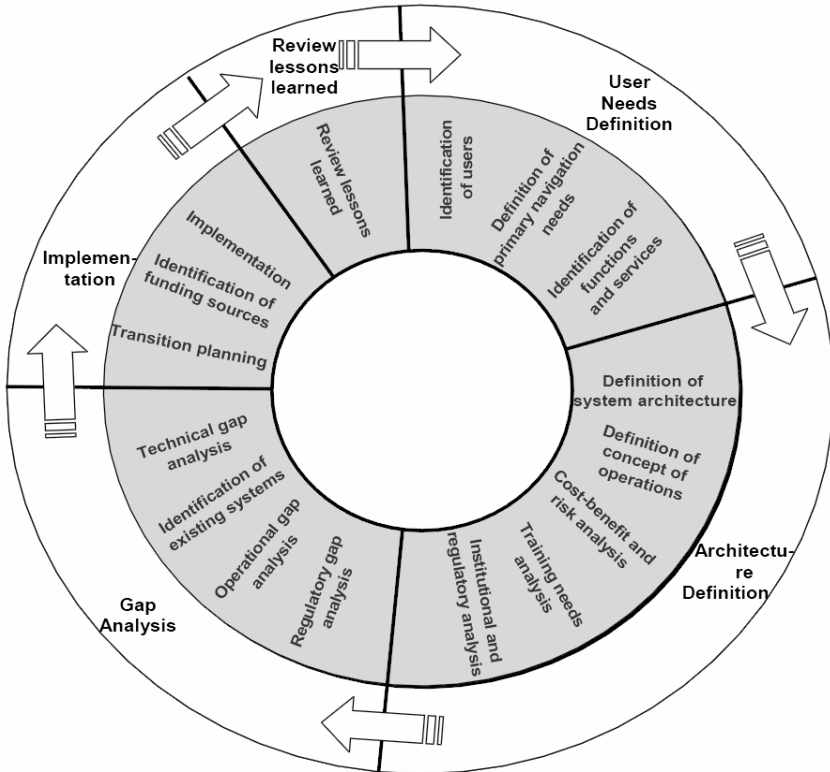 Review
lessons
learned
User
Needs
Definition
Architectu-
re
Definition
Gap
Analysis
Implemen-
tation
Review lessons
learned
Identification
of users
Definition of
primary navigation
needs
Identification of
functions
and services
Definition of
system architecture
Definition of
concept of
operations
Cost-benefit and
risk analysis
Training needs
analysis
Institutional and
regulatory analysis
Regulatory gap
analysis
Operational gap
analysis
Identification of
existing systems
Technical gap
analysis
Transition planning
Identification of
funding sources
Implementation